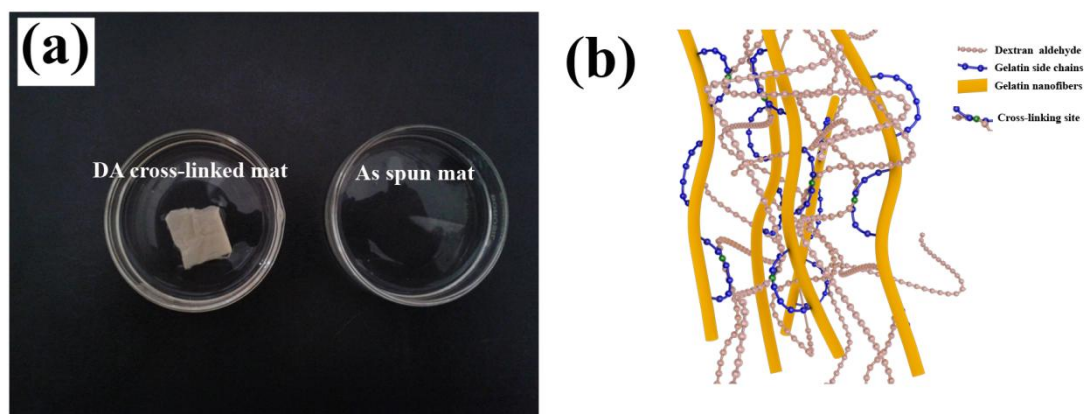 (a)
DA cross-linked mat
As spun mat
(b)
Dextran aldehyde
Gelatin side chains
Gelatin nanofibers
Cross-linking site